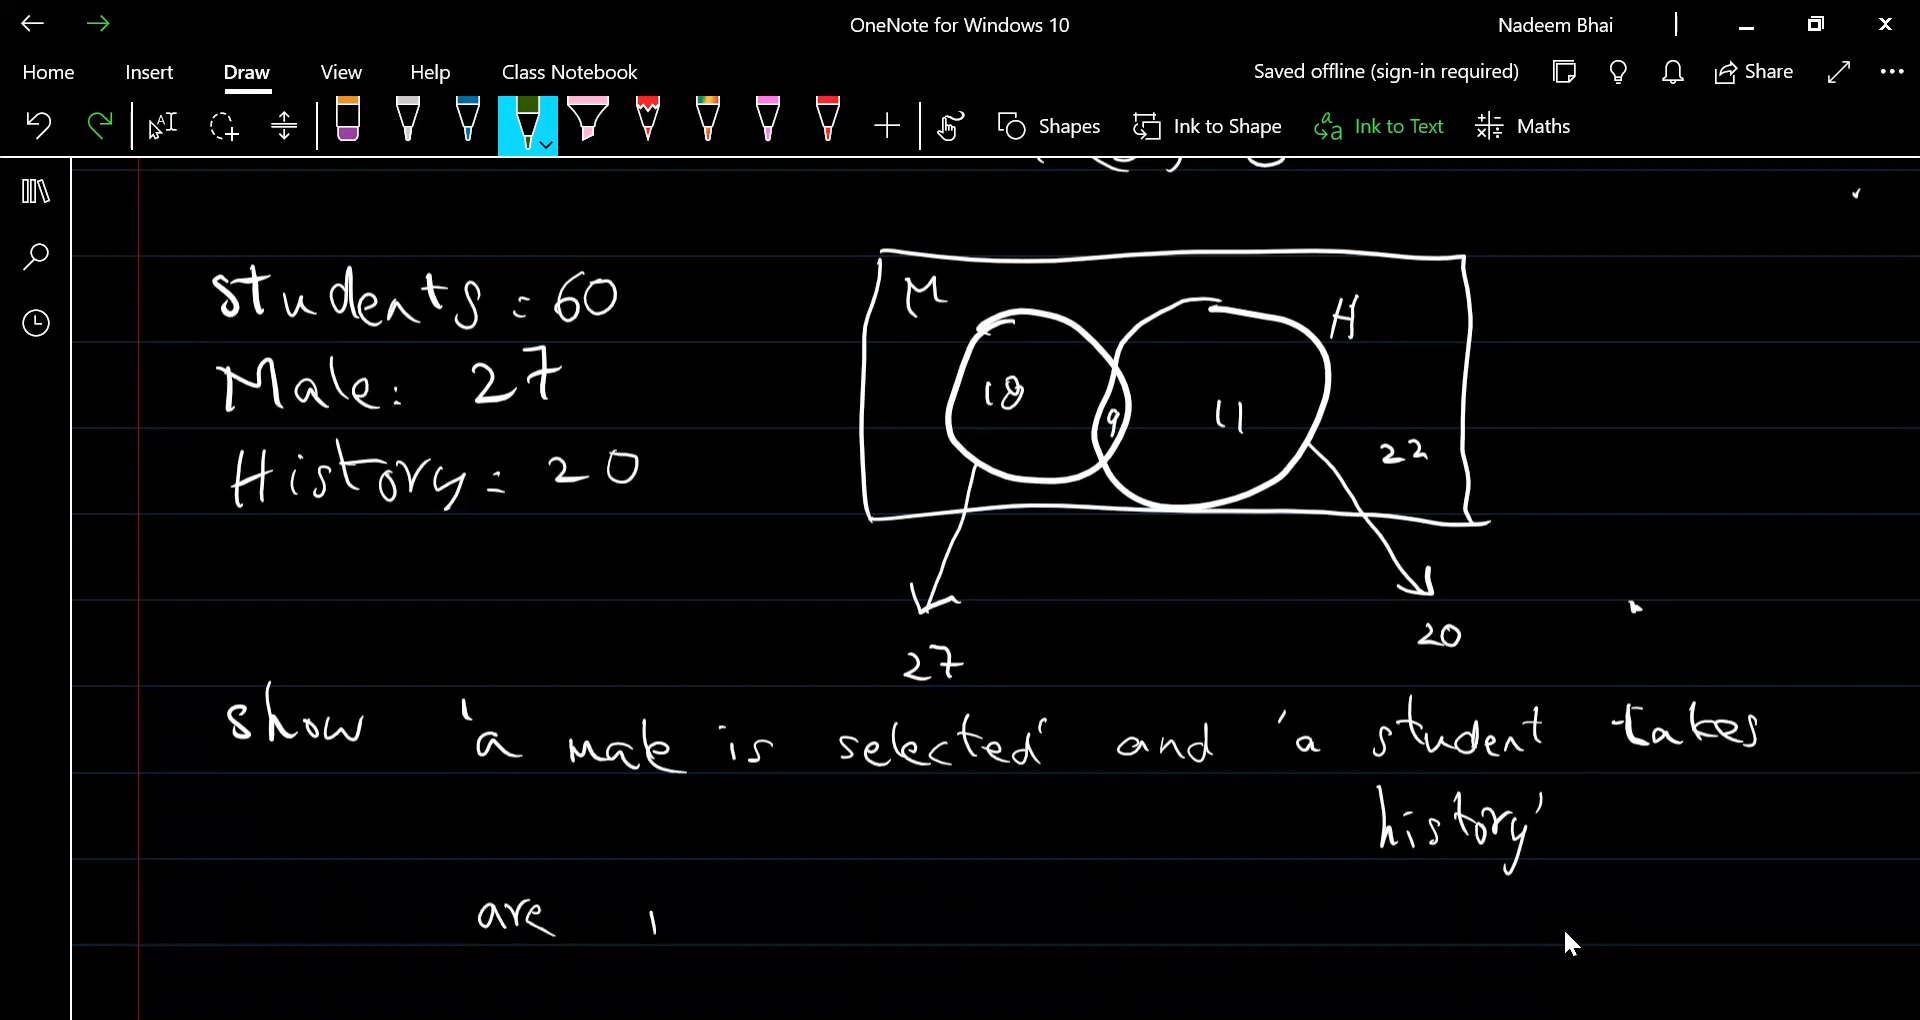 OneNote for Windows 10
Nadeem Bhai
Home Insert Draw View Help Class Notebook
Saved offline (sign-in required) Share
Shapes Ink to Shape Ink to Text Maths
students = 60
Male: 27
History = 20
M H
18 9 11 22
27 20
show 'a male is selected' and 'a student takes
history'
are